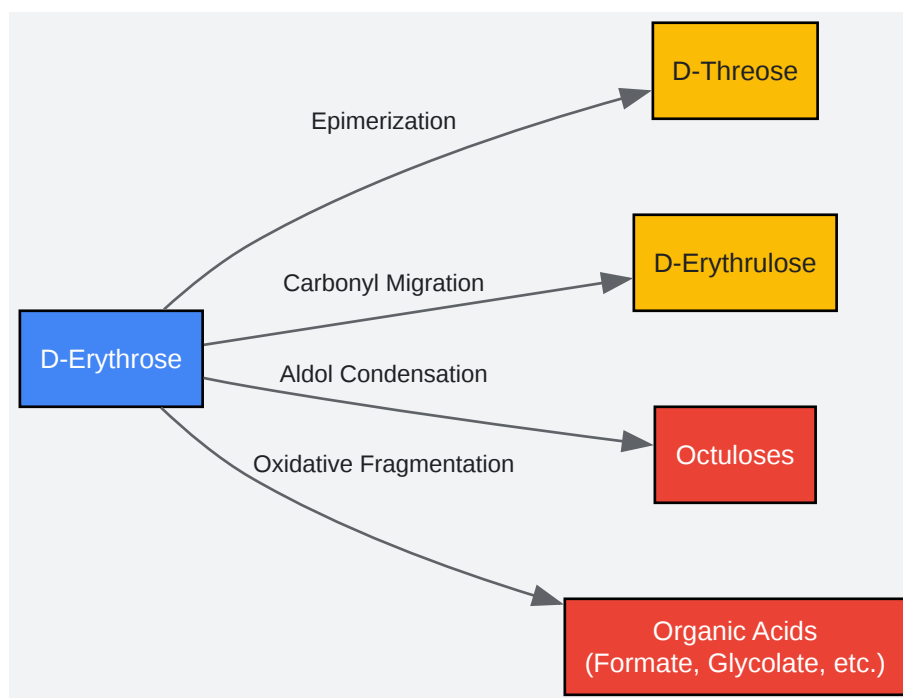 D-Threose
Epimerization
D-Erythrulose
Carbonyl Migration
D-Erythrose
Aldol Condensation
Octuloses
Oxidative Fragmentation
Organic Acids
(Formate, Glycolate, etc.)